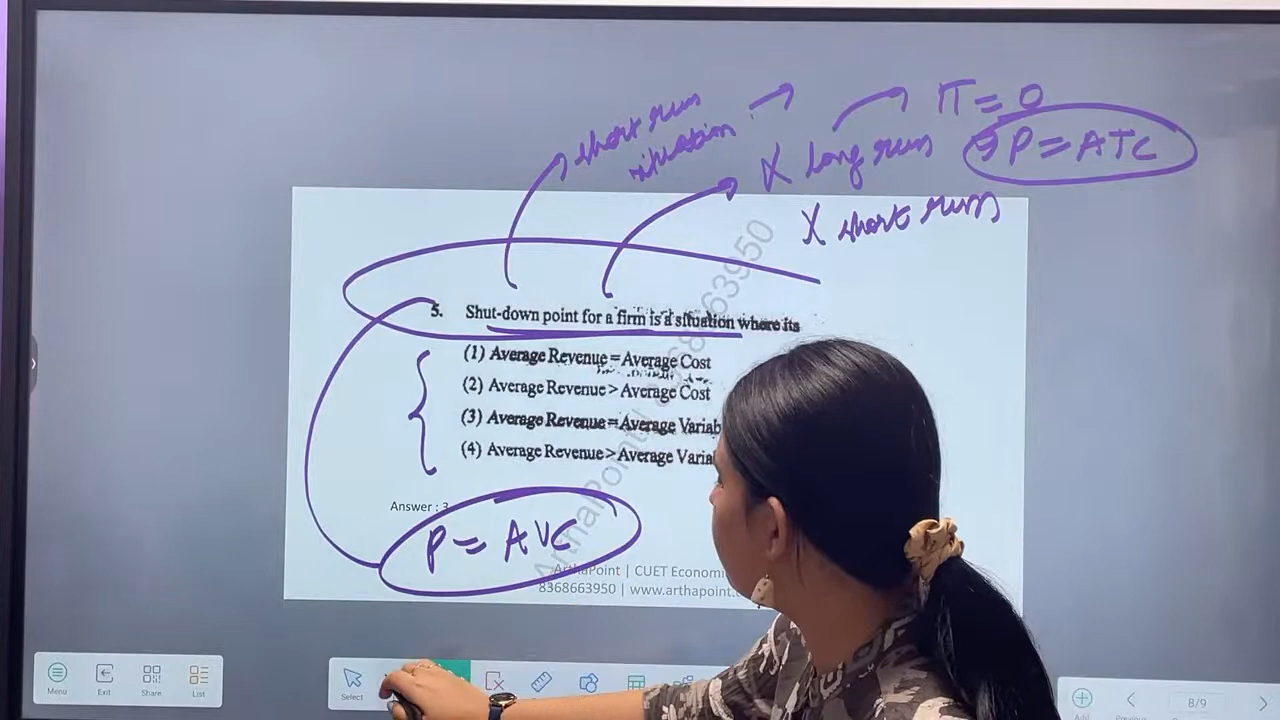 short run
situation
π = 0
X long run
⇒ P = ATC
X short run
5. Shut-down point for a firm is a situation where its
(1) Average Revenue = Average Cost
(2) Average Revenue > Average Cost
(3) Average Revenue = Average Variab
(4) Average Revenue > Average Varia
Answer : 3
P = AVC
ArthaPoint | CUET Economi
8368663950 | www.arthapoint.c
Menu
Exit
Share
List
Select
Add
8/9